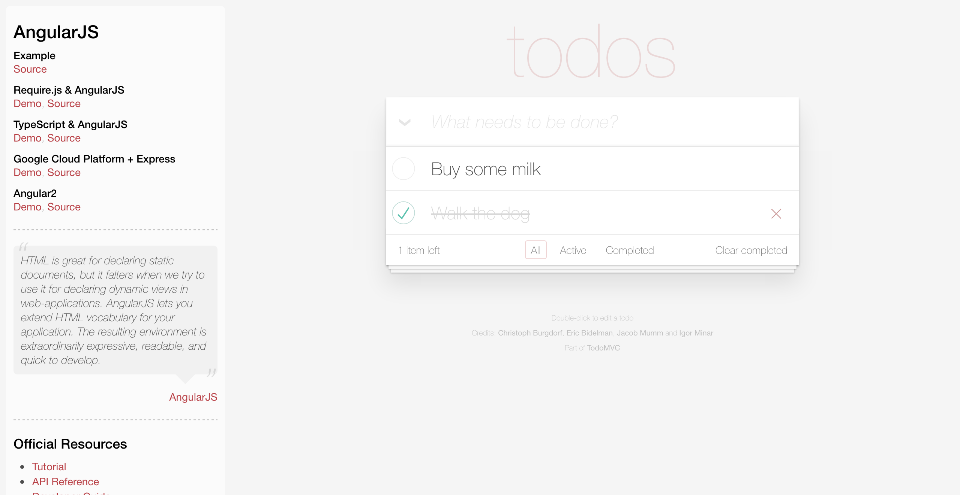 AngularJS
Example
Source
Require.js & AngularJS
Demo, Source
TypeScript & AngularJS
Demo, Source
Google Cloud Platform + Express
Demo, Source
Angular2
Demo, Source
“
HTML is great for declaring static
documents, but it falters when we try to
use it for declaring dynamic views in
web-applications. AngularJS lets you
extend HTML vocabulary for your
application. The resulting environment is
extraordinarily expressive, readable, and
quick to develop.
”
AngularJS
Official Resources
Tutorial
API Reference
todos
What needs to be done?
Buy some milk
Walk the dog
1 item left
All
Active
Completed
Clear completed
Double-click to edit a todo
Credits: Christoph Burgdorf, Eric Bidelman, Jacob Mumm and Igor Minar
Part of TodoMVC